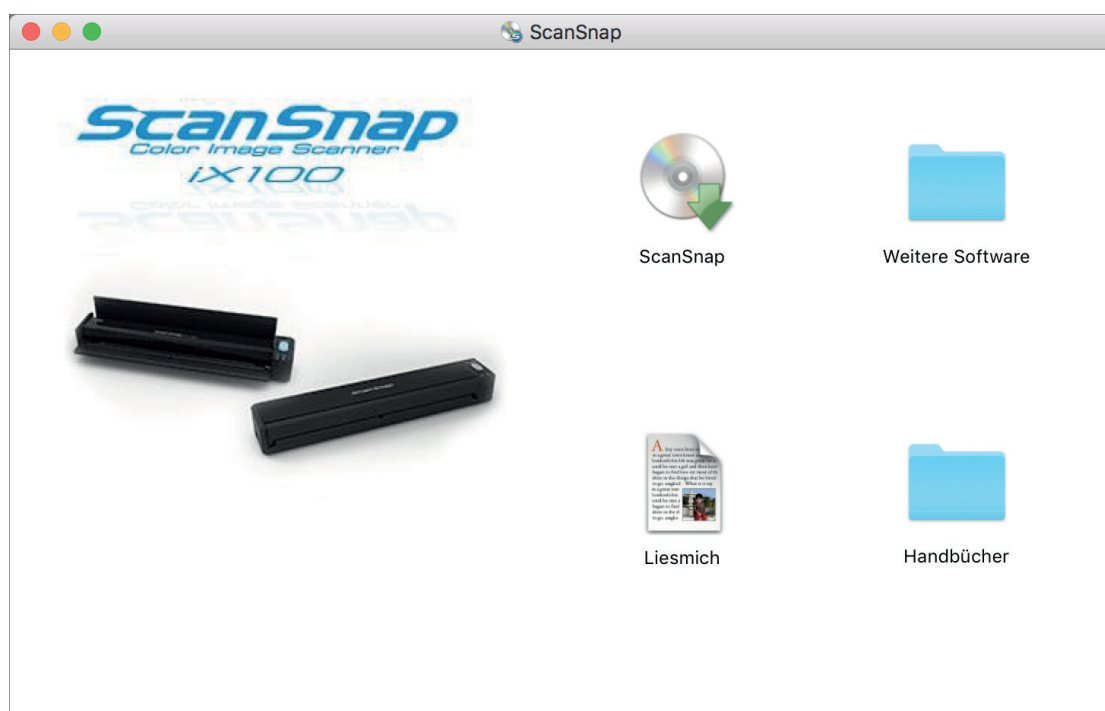 ScanSnap
ScanSnap
Color Image Scanner
iX100
ScanSnap
Weitere Software
Liesmich
Handbücher